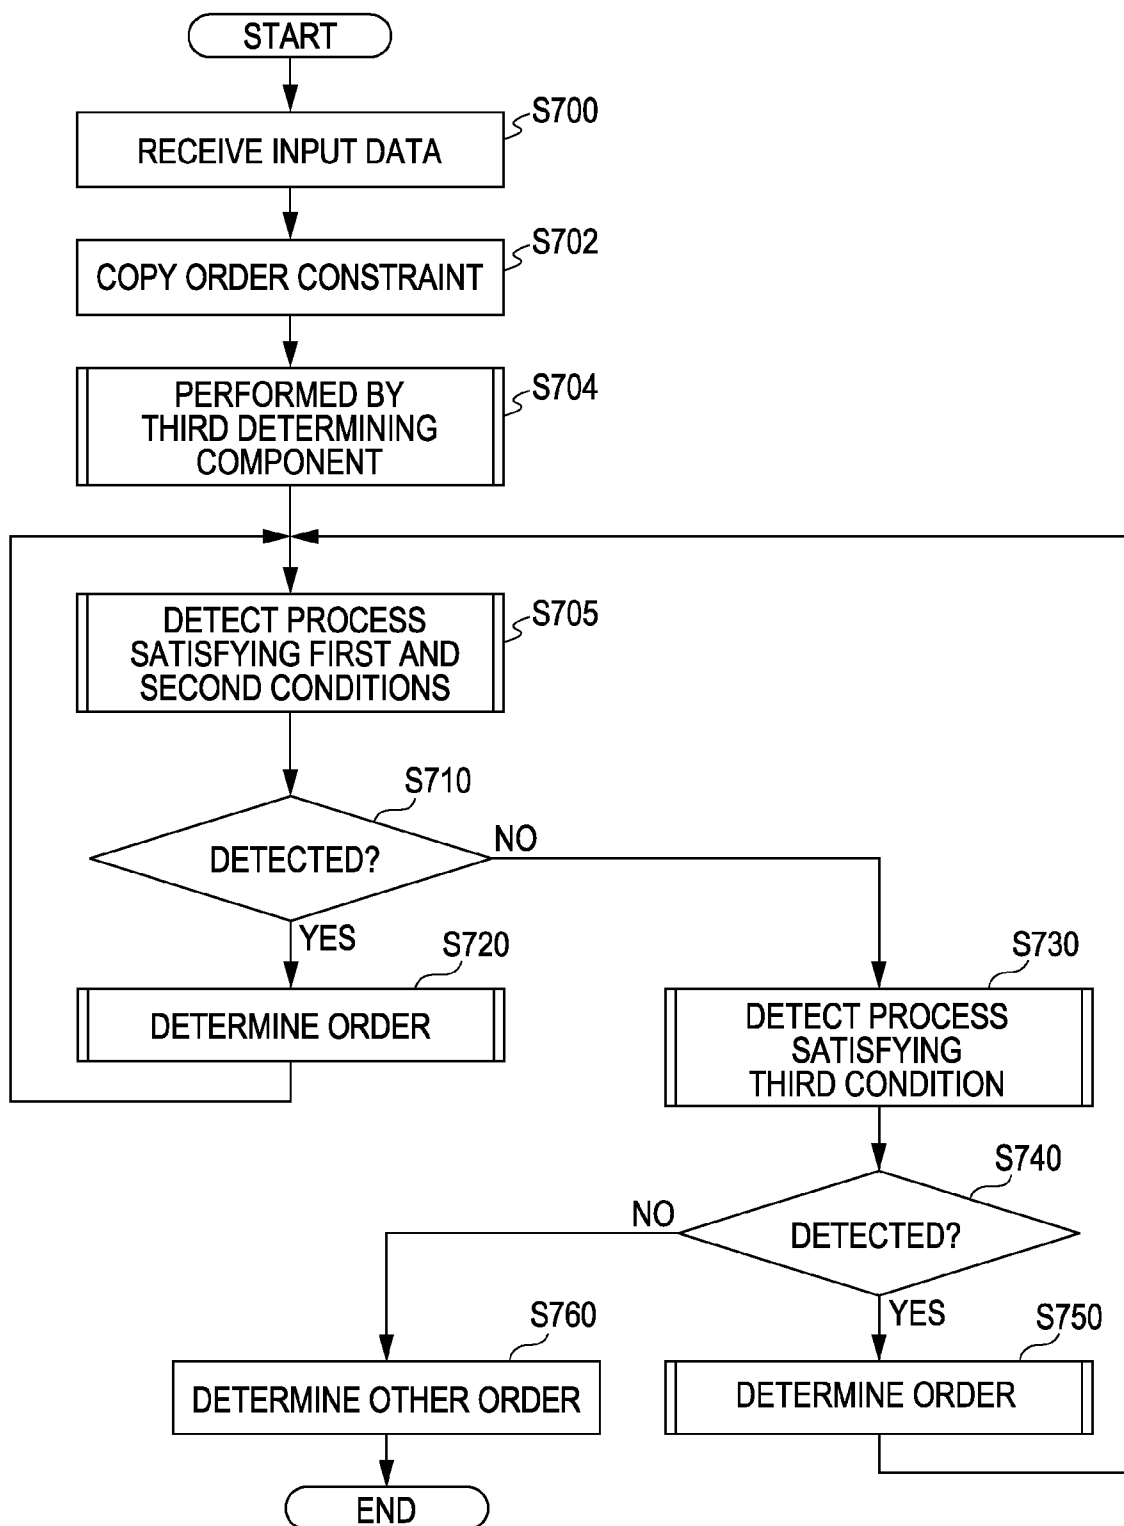 START
S700
RECEIVE INPUT DATA
S702
COPY ORDER CONSTRAINT
S704
PERFORMED BY
THIRD DETERMINING
COMPONENT
S705
DETECT PROCESS
SATISFYING FIRST AND
SECOND CONDITIONS
S710
DETECTED?
NO
YES
S720
DETERMINE ORDER
S730
DETECT PROCESS
SATISFYING
THIRD CONDITION
S740
DETECTED?
NO
YES
S750
DETERMINE ORDER
S760
DETERMINE OTHER ORDER
END